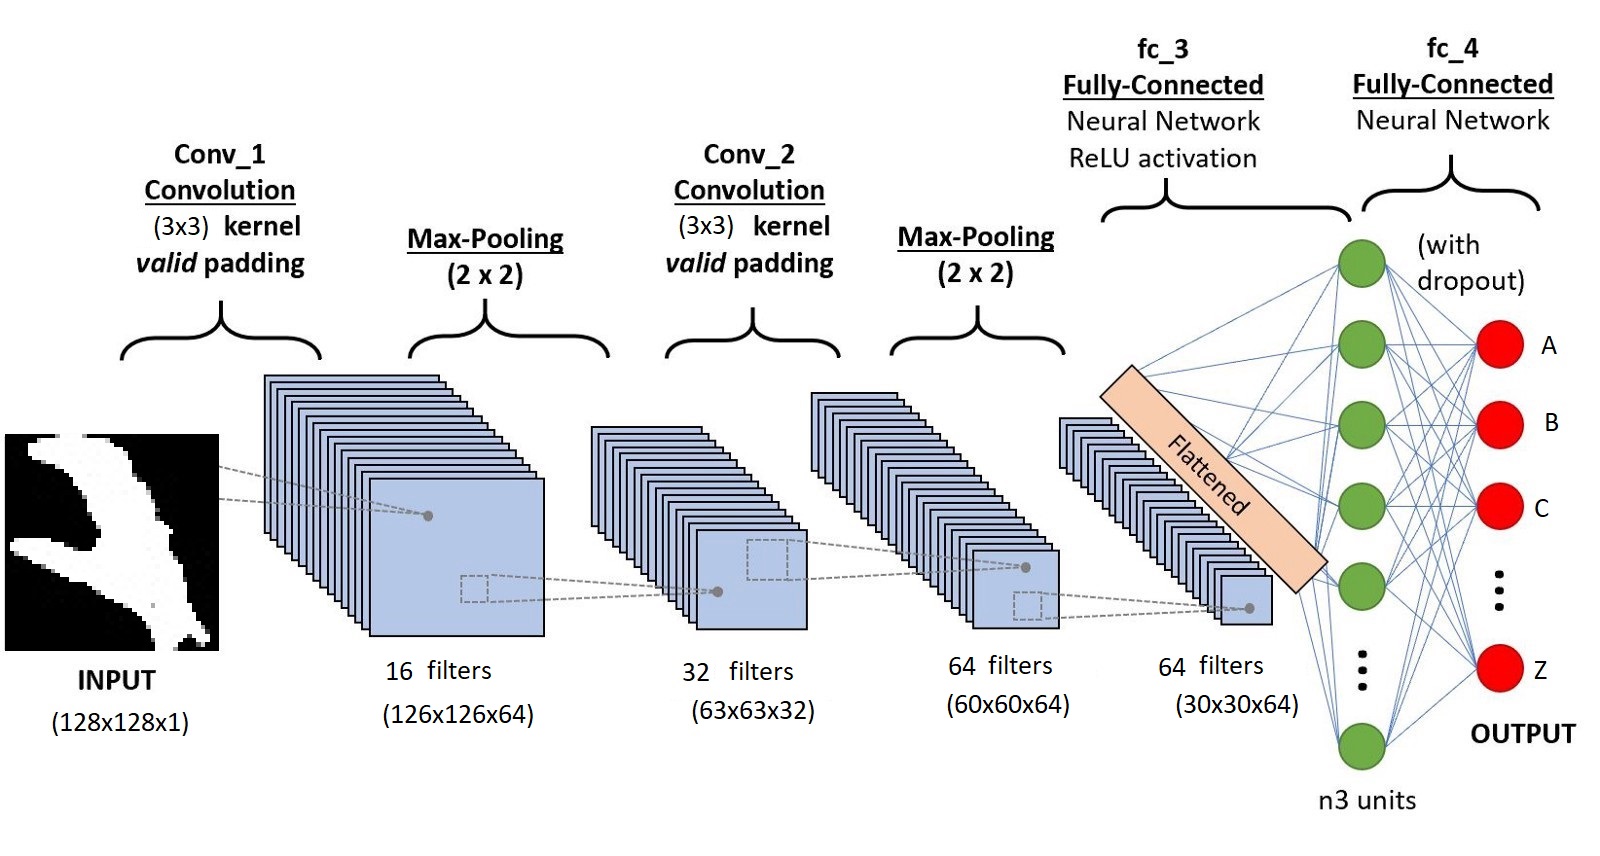 Conv_1
Convolution
(3x3) kernel
valid padding
Max-Pooling
(2 x 2)
Conv_2
Convolution
(3x3) kernel
valid padding
Max-Pooling
(2 x 2)
fc_3
Fully-Connected
Neural Network
ReLU activation
fc_4
Fully-Connected
Neural Network
(with
dropout)
Flattened
A
B
C
Z
OUTPUT
n3 units
INPUT
(128x128x1)
16 filters
(126x126x64)
32 filters
(63x63x32)
64 filters
(60x60x64)
64 filters
(30x30x64)